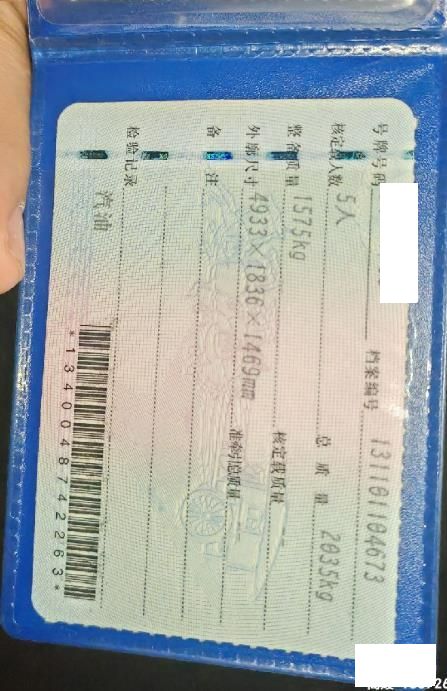 号牌号码 档案编号 131101104673
核定载人数 5人 总质量 2035kg
整备质量 1575kg 核定载质量
外廓尺寸 4933×1836×1469mm 准牵引总质量
备注
检验记录
汽油
*1340048742263*